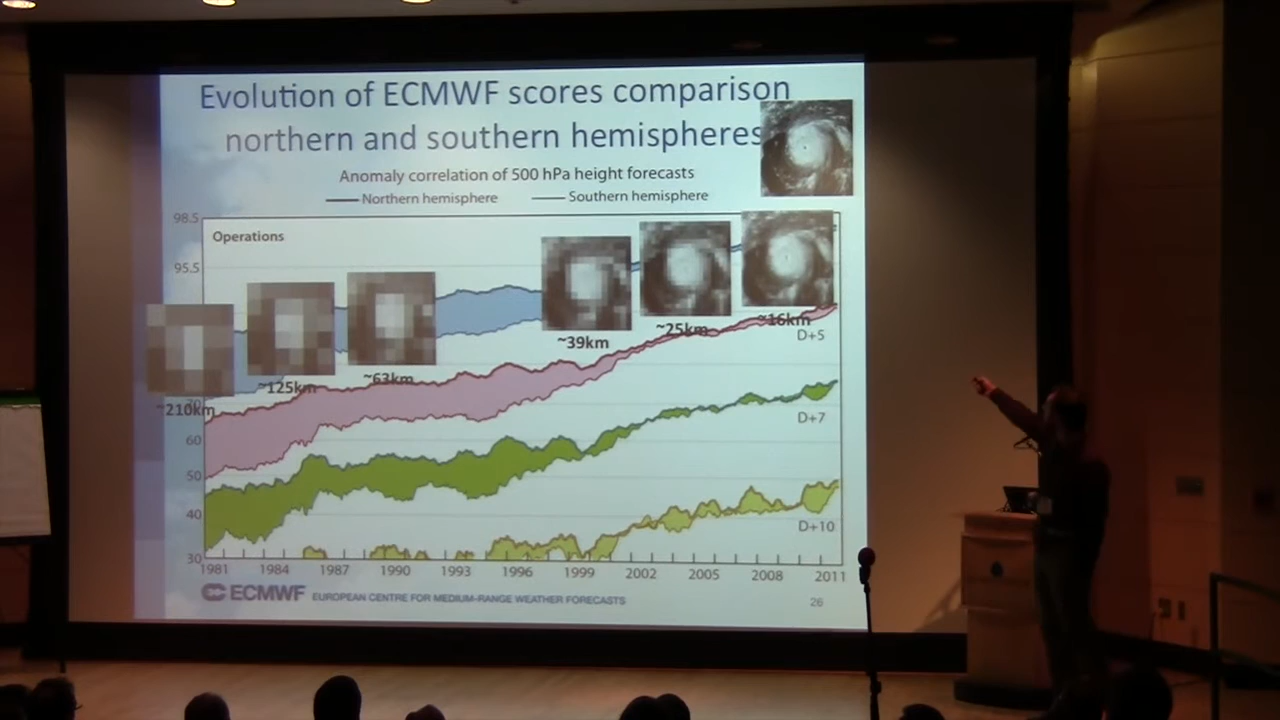 Evolution of ECMWF scores comparison
northern and southern hemispheres
Anomaly correlation of 500 hPa height forecasts
Northern hemisphere Southern hemisphere
98.5
Operations
95.5
~16km
~25km
D+5
~39km
~63km
~125km
70
~210km
D+7
60
50
40
D+10
30
1981 1984 1987 1990 1993 1996 1999 2002 2005 2008 2011
ECMWF EUROPEAN CENTRE FOR MEDIUM-RANGE WEATHER FORECASTS 26